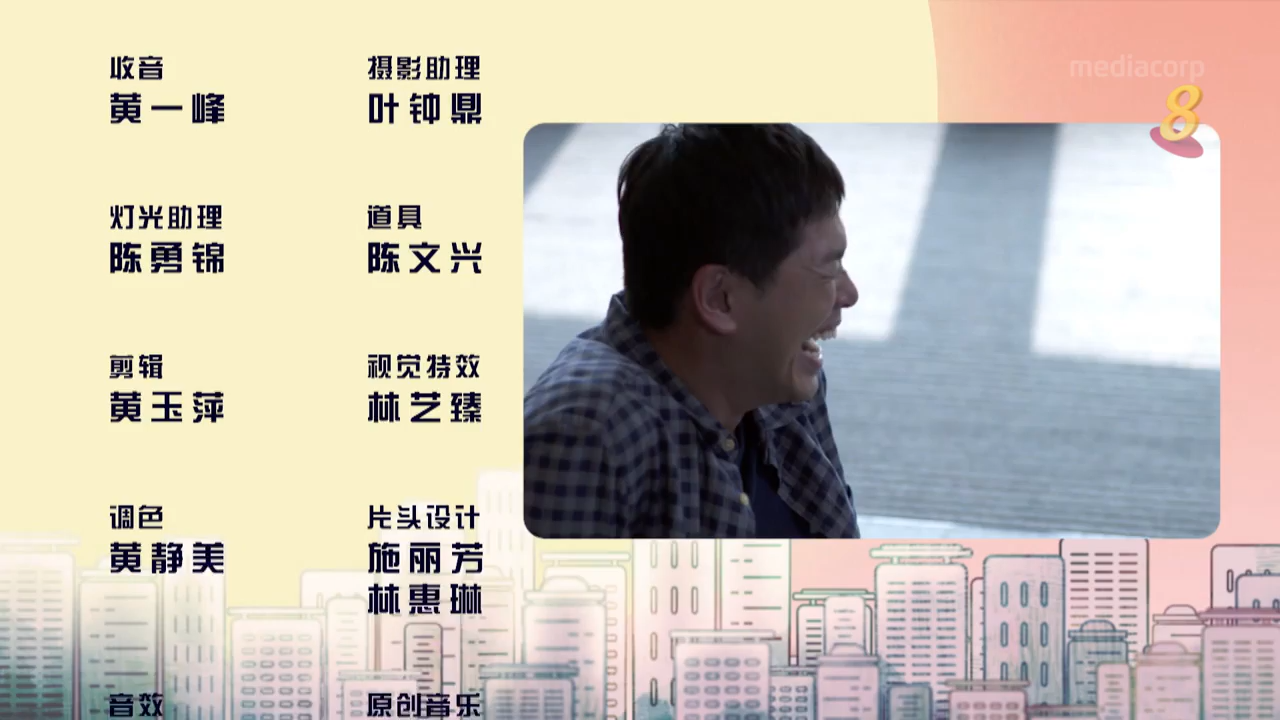 收音
黄一峰
摄影助理
叶钟鼎
灯光助理
陈勇锦
道具
陈文兴
剪辑
黄玉萍
视觉特效
林艺臻
调色
黄静美
片头设计
施丽芳
林惠琳
音效
原创音乐
mediacorp
8